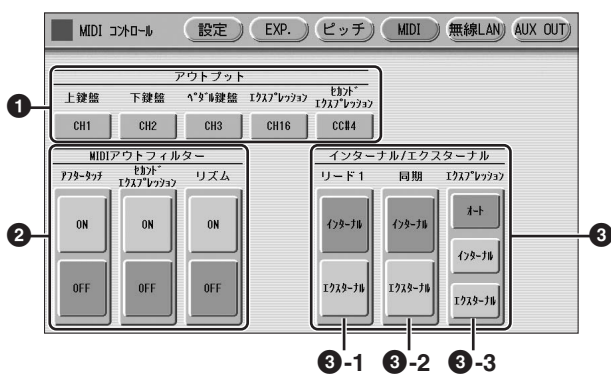 MIDI コントロール 設定 EXP. ピッチ MIDI 無線LAN AUX OUT
アウトプット
上鍵盤 下鍵盤 ペダル鍵盤 エクスプレッション セカンドエクスプレッション
CH1 CH2 CH3 CH16 CC#4
❶
MIDIアウトフィルター
アフタータッチ セカンドエクスプレッション リズム
ON ON ON
OFF OFF OFF
❷
インターナル/エクスターナル
リード1 同期 エクスプレッション
インターナル インターナル オート
インターナル
エクスターナル エクスターナル エクスターナル
❸
❸-1 ❸-2 ❸-3